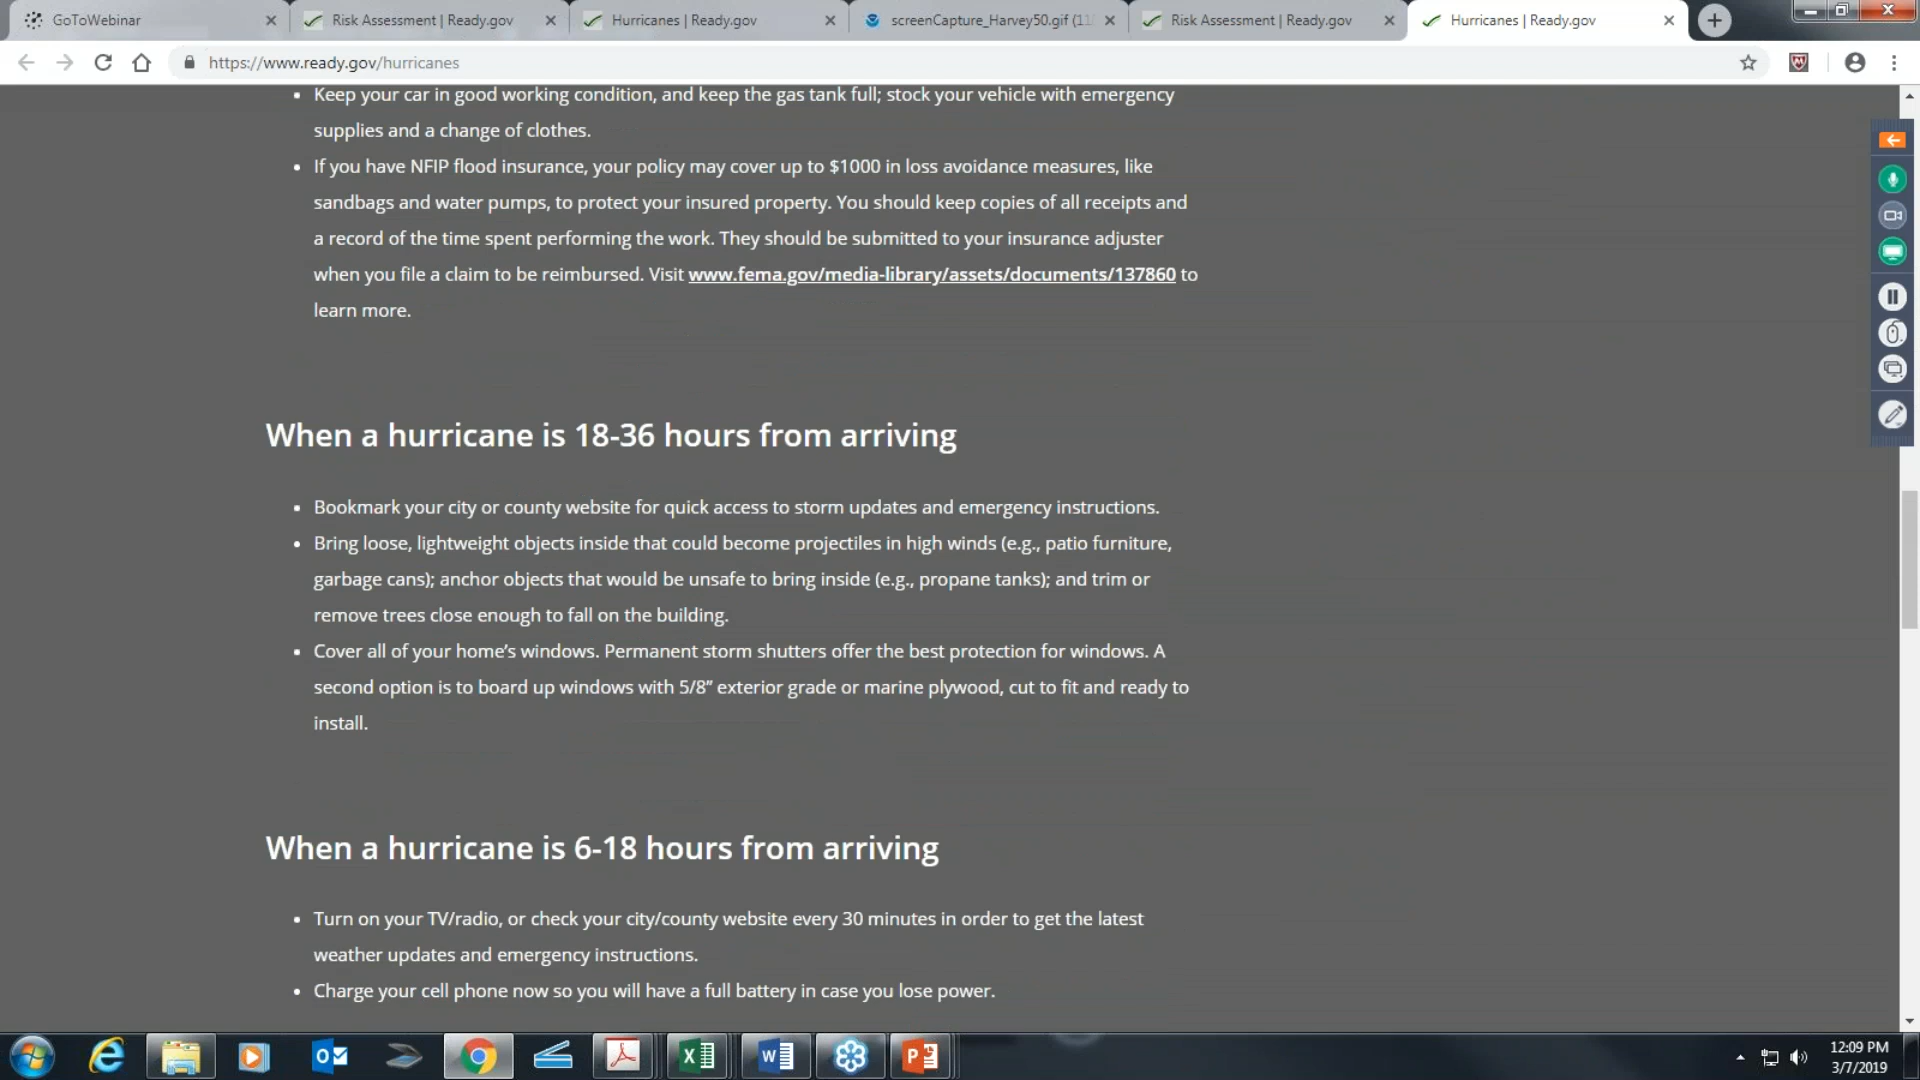 GoToWebinar
Risk Assessment | Ready.gov
Hurricanes | Ready.gov
screenCapture_Harvey50.gif (11
Risk Assessment | Ready.gov
Hurricanes | Ready.gov
https://www.ready.gov/hurricanes
• Keep your car in good working condition, and keep the gas tank full; stock your vehicle with emergency
supplies and a change of clothes.
• If you have NFIP flood insurance, your policy may cover up to $1000 in loss avoidance measures, like
sandbags and water pumps, to protect your insured property. You should keep copies of all receipts and
a record of the time spent performing the work. They should be submitted to your insurance adjuster
when you file a claim to be reimbursed. Visit www.fema.gov/media-library/assets/documents/137860 to
learn more.
When a hurricane is 18-36 hours from arriving
• Bookmark your city or county website for quick access to storm updates and emergency instructions.
• Bring loose, lightweight objects inside that could become projectiles in high winds (e.g., patio furniture,
garbage cans); anchor objects that would be unsafe to bring inside (e.g., propane tanks); and trim or
remove trees close enough to fall on the building.
• Cover all of your home’s windows. Permanent storm shutters offer the best protection for windows. A
second option is to board up windows with 5/8” exterior grade or marine plywood, cut to fit and ready to
install.
When a hurricane is 6-18 hours from arriving
• Turn on your TV/radio, or check your city/county website every 30 minutes in order to get the latest
weather updates and emergency instructions.
• Charge your cell phone now so you will have a full battery in case you lose power.
12:09 PM
3/7/2019